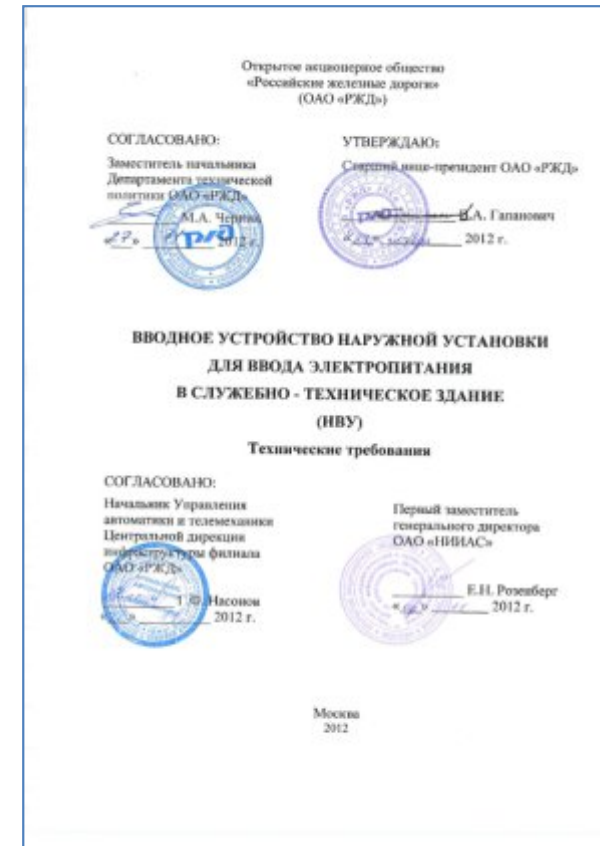 Открытое акционерное общество
«Российские железные дороги»
(ОАО «РЖД»)
СОГЛАСОВАНО:
Заместитель начальника
Департамента технической
политики ОАО «РЖД»
М.А.
«27» 2012 г.
УТВЕРЖДАЮ:
Старший вице-президент ОАО «РЖД»
В.А. Гапанович
2012 г.
ВВОДНОЕ УСТРОЙСТВО НАРУЖНОЙ УСТАНОВКИ
ДЛЯ ВВОДА ЭЛЕКТРОПИТАНИЯ
В СЛУЖЕБНО - ТЕХНИЧЕСКОЕ ЗДАНИЕ
(НВУ)
Технические требования
СОГЛАСОВАНО:
Начальник Управления
автоматики и телемеханики
Центральной дирекции
инфраструктуры филиала
ОАО «РЖД»
Г.Ф. Насонов
2012 г.
Первый заместитель
генерального директора
ОАО «НИИАС»
Е.Н. Розенберг
2012 г.
Москва
2012